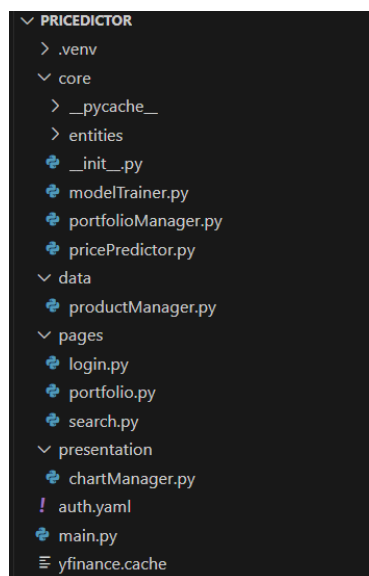 PRICEDICTOR
.venv
core
__pycache__
entities
__init__.py
modelTrainer.py
portfolioManager.py
pricePredictor.py
data
productManager.py
pages
login.py
portfolio.py
search.py
presentation
chartManager.py
! auth.yaml
main.py
yfinance.cache